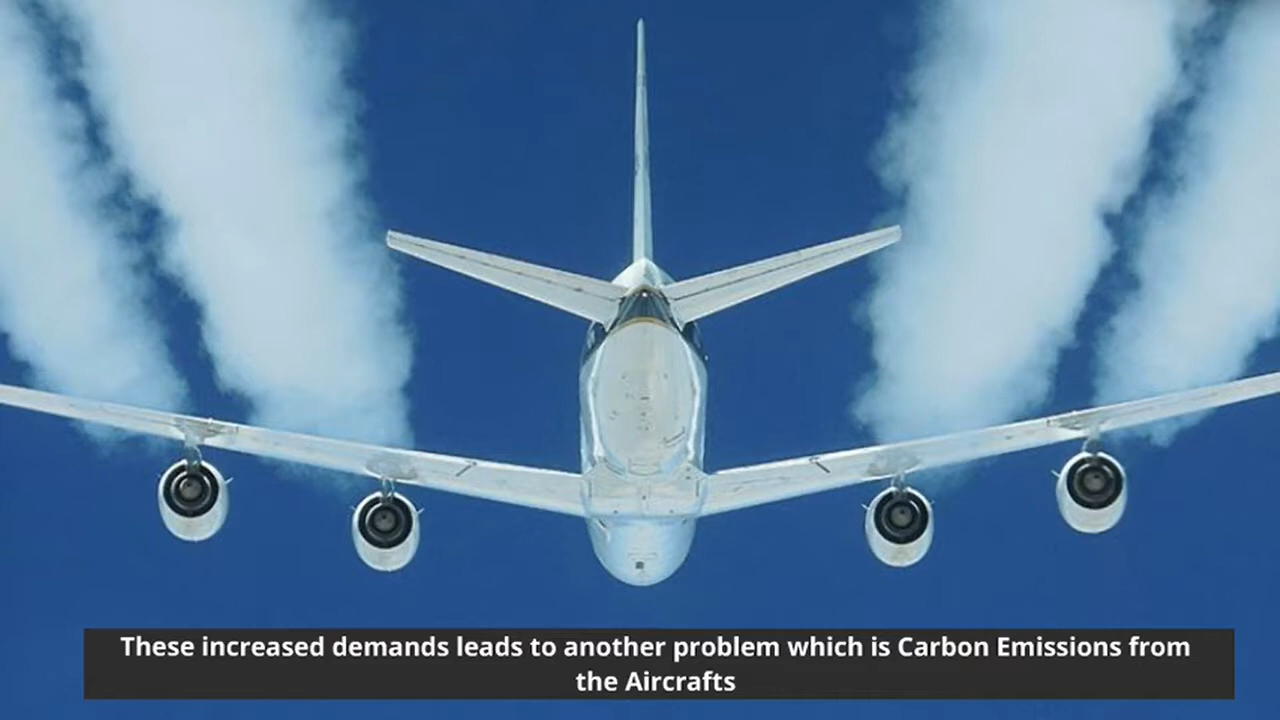 These increased demands leads to another problem which is Carbon Emissions from
the Aircrafts